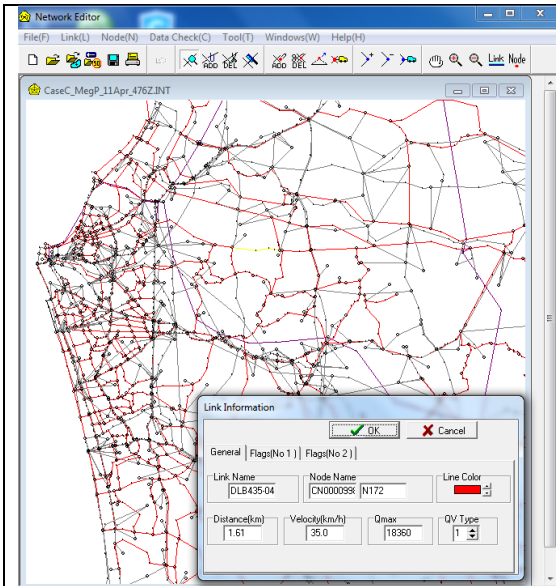 Network Editor
File(F) Link(L) Node(N) Data Check(C) Tool(T) Windows(W) Help(H)
ADD DEL ADD DEL Link Node
CaseC_MegP_11Apr_476Z.INT
Link Information
OK Cancel
General Flags(No 1 ) Flags(No 2 )
Link Name Node Name Line Color
DLB435-04 N172
Distance(km) Velocity(km/h) Qmax QV Type
1.61 35.0 18360 1